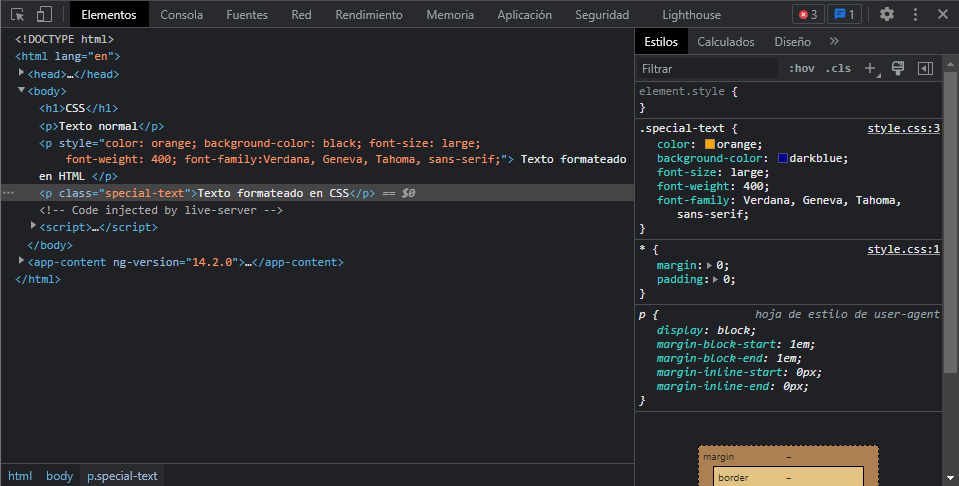 Elementos Consola Fuentes Red Rendimiento Memoria Aplicación Seguridad Lighthouse 3 1
<!DOCTYPE html>
<html lang="en">
<head>…</head>
<body>
<h1>CSS</h1>
<p>Texto normal</p>
<p style="color: orange; background-color: black; font-size: large;
font-weight: 400; font-family:Verdana, Geneva, Tahoma, sans-serif;"> Texto formateado
en HTML </p>
<p class="special-text">Texto formateado en CSS</p> == $0
<!-- Code injected by live-server -->
<script>…</script>
</body>
<app-content ng-version="14.2.0">…</app-content>
</html>
html body p.special-text
Estilos Calculados Diseño »
Filtrar :hov .cls
element.style {
}
.special-text { style.css:3
color: orange;
background-color: darkblue;
font-size: large;
font-weight: 400;
font-family: Verdana, Geneva, Tahoma,
sans-serif;
}
* { style.css:1
margin: 0;
padding: 0;
}
p { hoja de estilo de user-agent
display: block;
margin-block-start: 1em;
margin-block-end: 1em;
margin-inline-start: 0px;
margin-inline-end: 0px;
}
margin –
border –